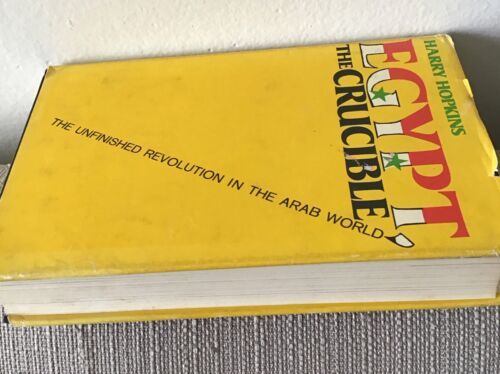 HARRY HOPKINS
EGYPT
THE CRUCIBLE
THE UNFINISHED REVOLUTION IN THE ARAB WORLD